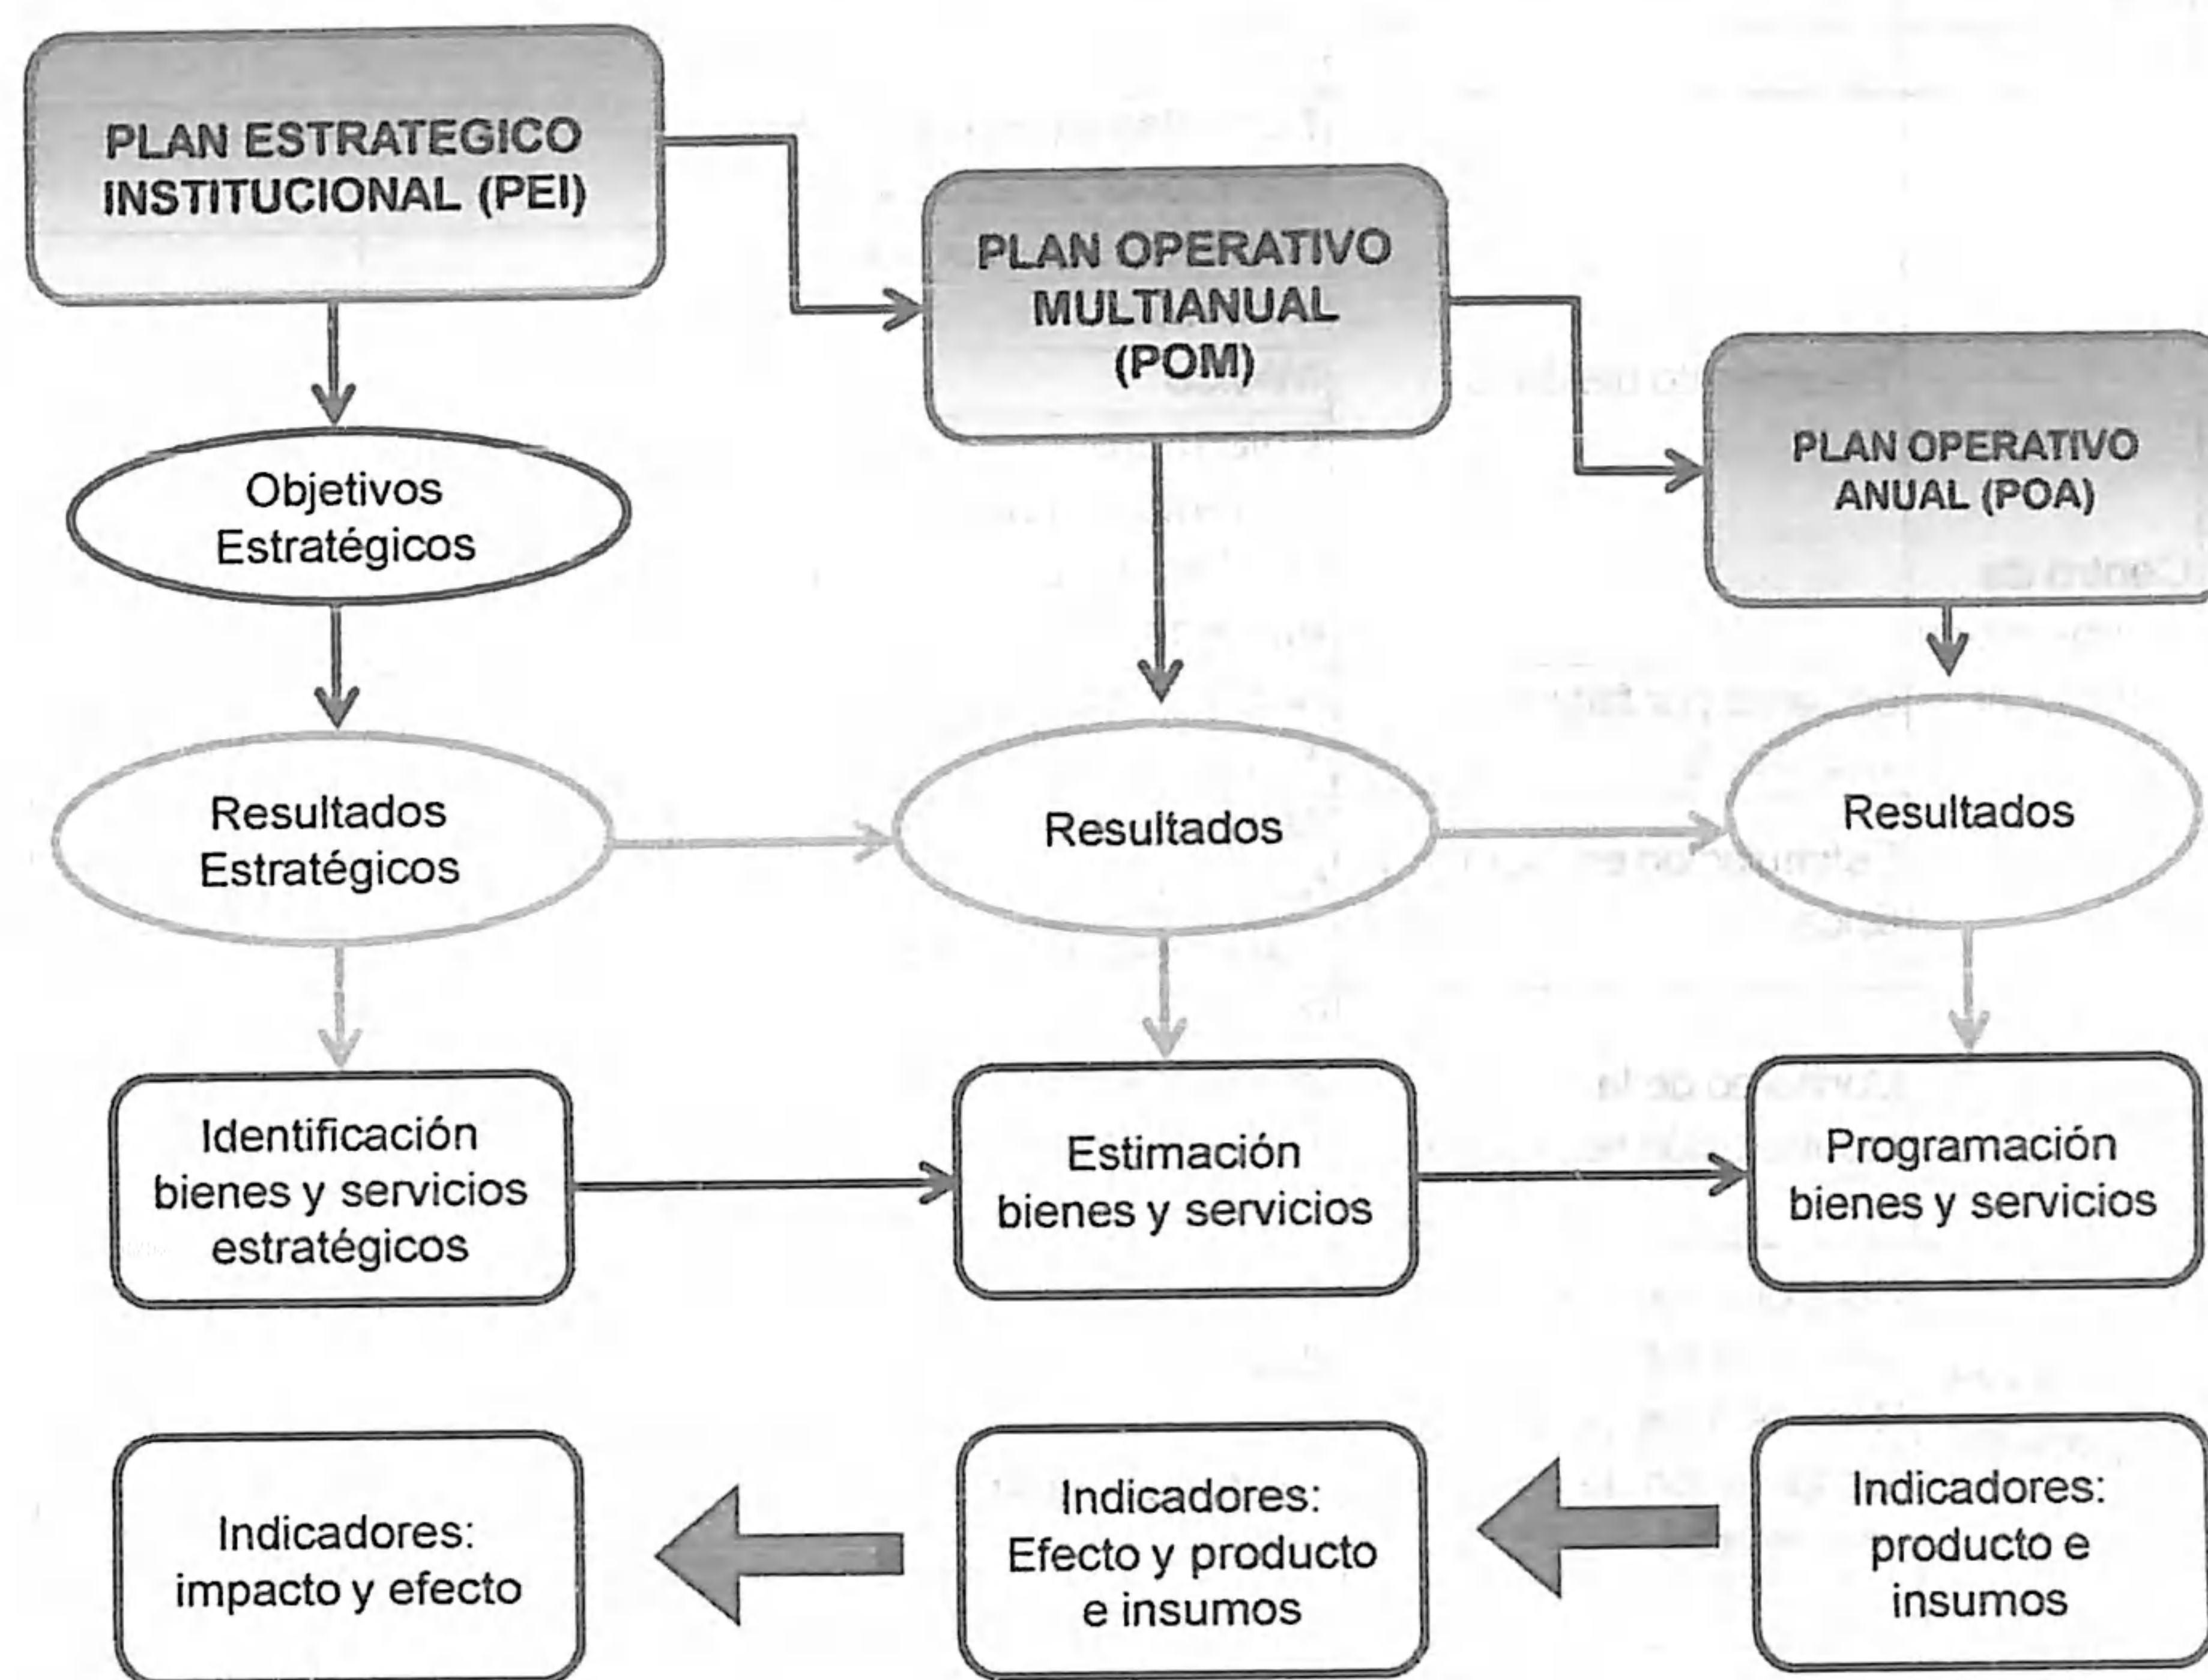 PLAN ESTRATEGICO
INSTITUCIONAL (PEI)
PLAN OPERATIVO
MULTIANUAL
(POM)
PLAN OPERATIVO
ANUAL (POA)
Objetivos
Estratégicos
Resultados
Estratégicos
Resultados
Resultados
Identificación
bienes y servicios
estratégicos
Estimación
bienes y servicios
Programación
bienes y servicios
Indicadores:
impacto y efecto
Indicadores:
Efecto y producto
e insumos
Indicadores:
producto e
insumos